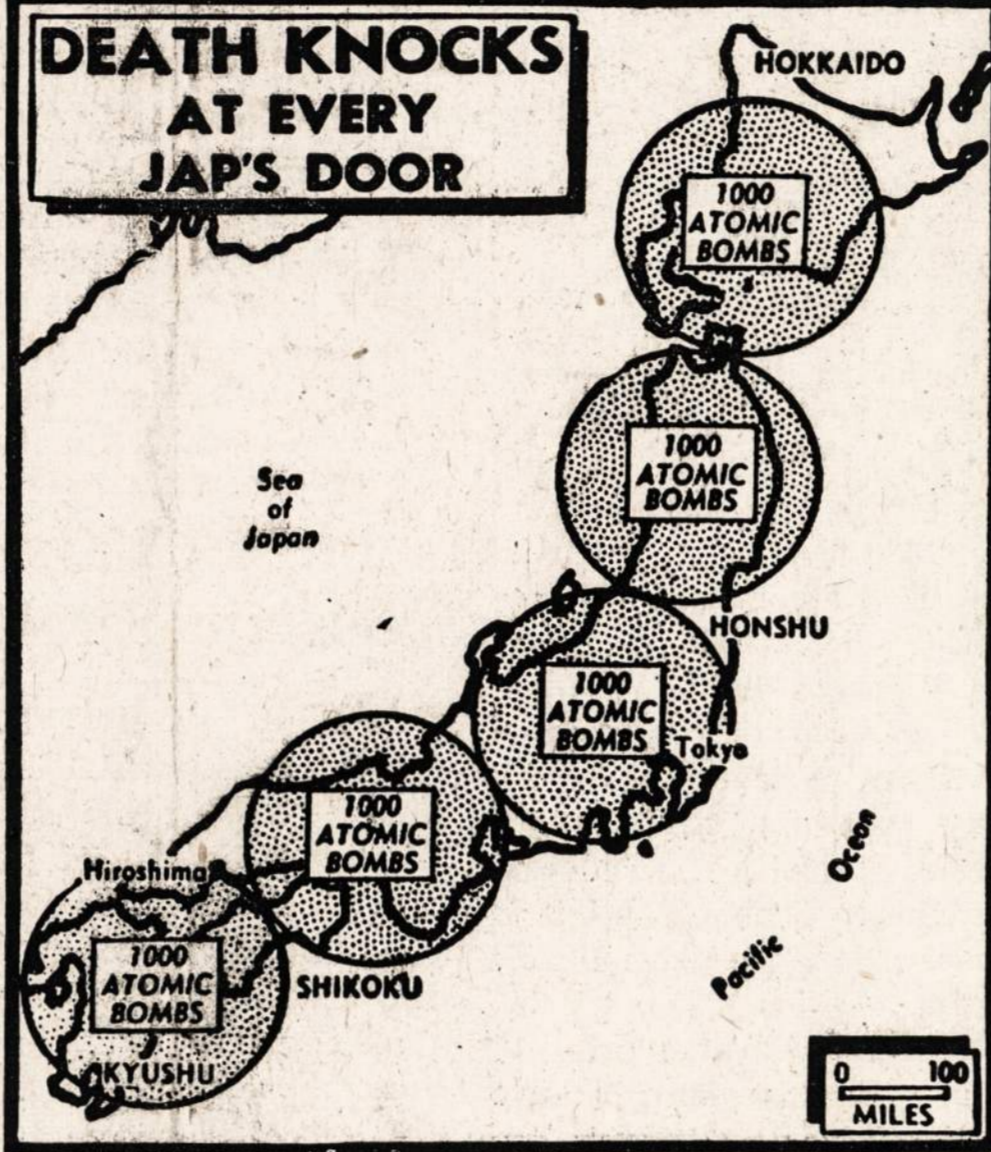 DEATH KNOCKS
AT EVERY
JAP'S DOOR
HOKKAIDO
1000
ATOMIC
BOMBS
1000
ATOMIC
BOMBS
Sea
of
Japan
HONSHU
1000
ATOMIC
BOMBS
Tokyo
1000
ATOMIC
BOMBS
Ocean
Pacific
Hiroshima
1000
ATOMIC
BOMBS
SHIKOKU
KYUSHU
0 100
MILES